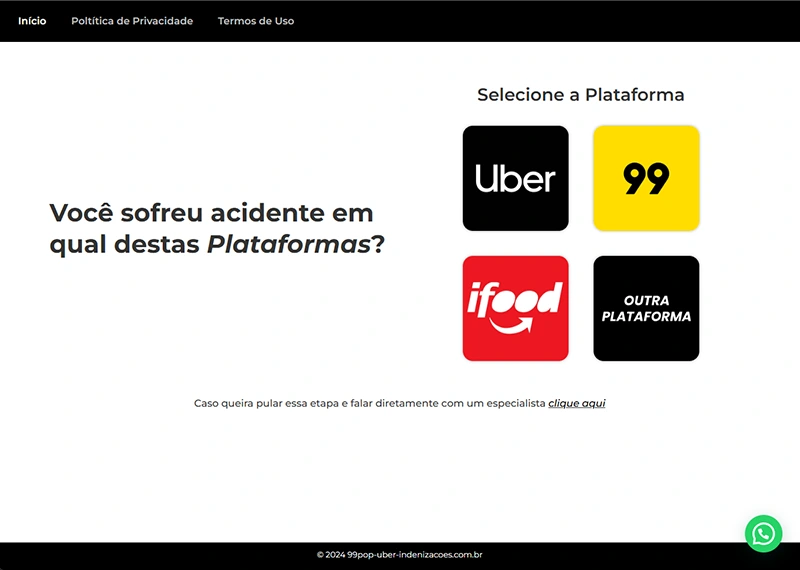 Início Poltítica de Privacidade Termos de Uso
Selecione a Plataforma
Uber 99
Você sofreu acidente em
qual destas Plataformas?
ifood OUTRA
PLATAFORMA
Caso queira pular essa etapa e falar diretamente com um especialista clique aqui
© 2024 99pop-uber-indenizacoes.com.br